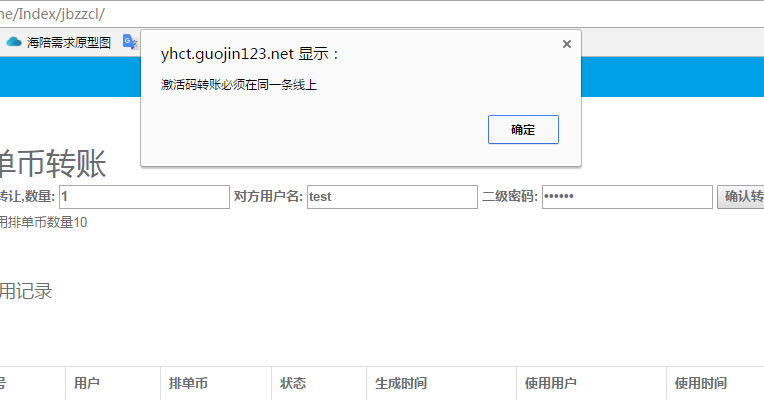 me/Index/jbzzcl/
海陪需求原型图
yhct.guojin123.net 显示：
激活码转账必须在同一条线上
确定
单币转账
转让,数量: 1 对方用户名: test 二级密码: •••••• 确认转
用排单币数量10
用记录
号 用户 排单币 状态 生成时间 使用用户 使用时间